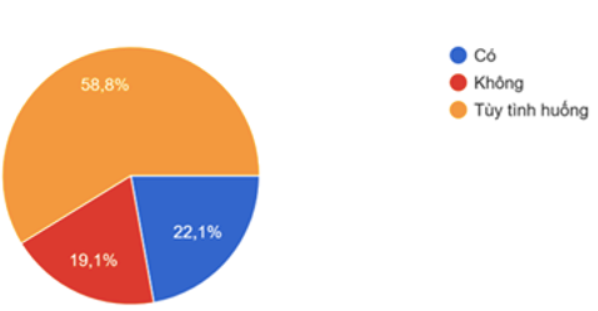 58,8%
22,1%
19,1%
Có
Không
Tùy tình huống